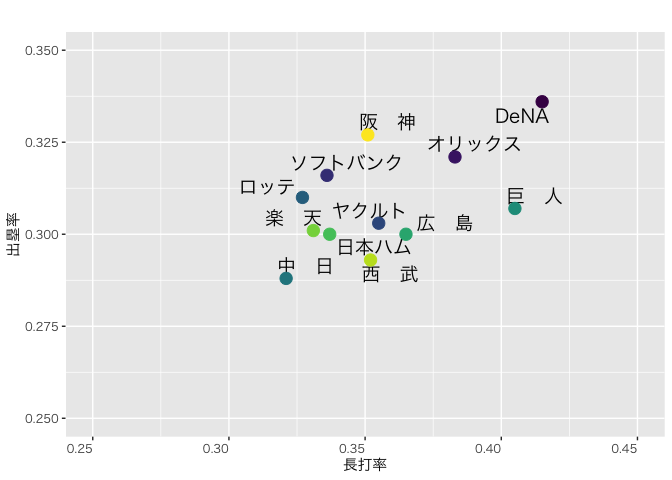 0.350
0.325
0.300
0.275
0.250
出塁率
DeNA
阪　神
オリックス
ソフトバンク
ロッテ
巨　人
ヤクルト
楽　天
広　島
日本ハム
中　日
西　武
0.25
0.30
0.35
0.40
0.45
長打率